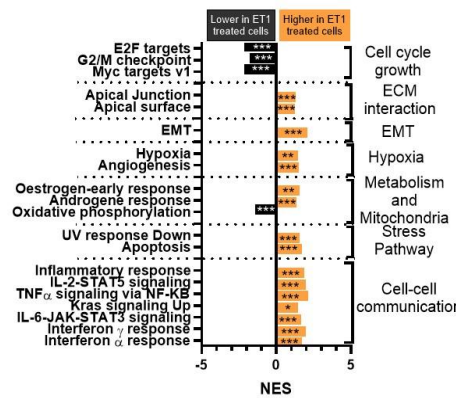 Lower in ET1 treated cells
Higher in ET1 treated cells
E2F targets ***
G2/M checkpoint ***
Myc targets v1 ***
Cell cycle growth
Apical Junction ***
Apical surface ***
ECM interaction
EMT ***
EMT
Hypoxia **
Angiogenesis ***
Hypoxia
Oestrogen-early response **
Androgene response ***
Oxidative phosphorylation ***
Metabolism and Mitochondria
UV response Down ***
Apoptosis ***
Stress Pathway
Inflammatory response ***
IL-2-STAT5 signaling ***
TNFα signaling via NF-KB ***
Kras signaling Up *
IL-6-JAK-STAT3 signaling ***
Interferon γ response ***
Interferon α response ***
Cell-cell communication
-5 0 5
NES